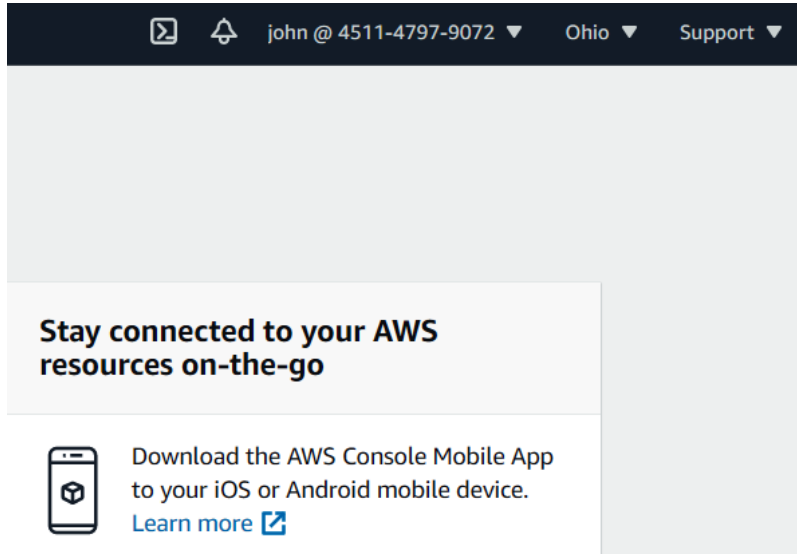 john @ 4511-4797-9072 Ohio Support
Stay connected to your AWS
resources on-the-go
Download the AWS Console Mobile App
to your iOS or Android mobile device.
Learn more